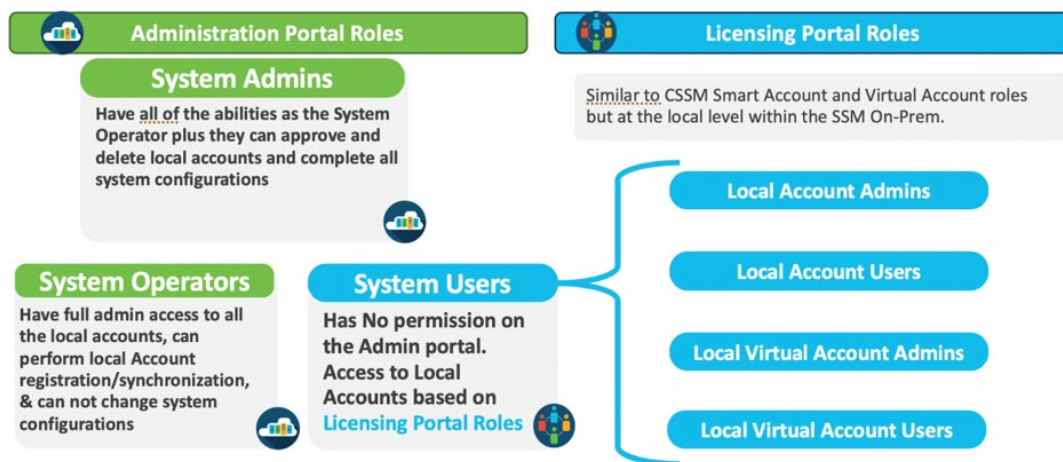 Administration Portal Roles
System Admins
Have all of the abilities as the System
Operator plus they can approve and
delete local accounts and complete all
system configurations
System Operators
Have full admin access to all
the local accounts, can
perform local Account
registration/synchronization,
& can not change system
configurations
System Users
Has No permission on
the Admin portal.
Access to Local
Accounts based on
Licensing Portal Roles
Licensing Portal Roles
Similar to CSSM Smart Account and Virtual Account roles
but at the local level within the SSM On-Prem.
Local Account Admins
Local Account Users
Local Virtual Account Admins
Local Virtual Account Users